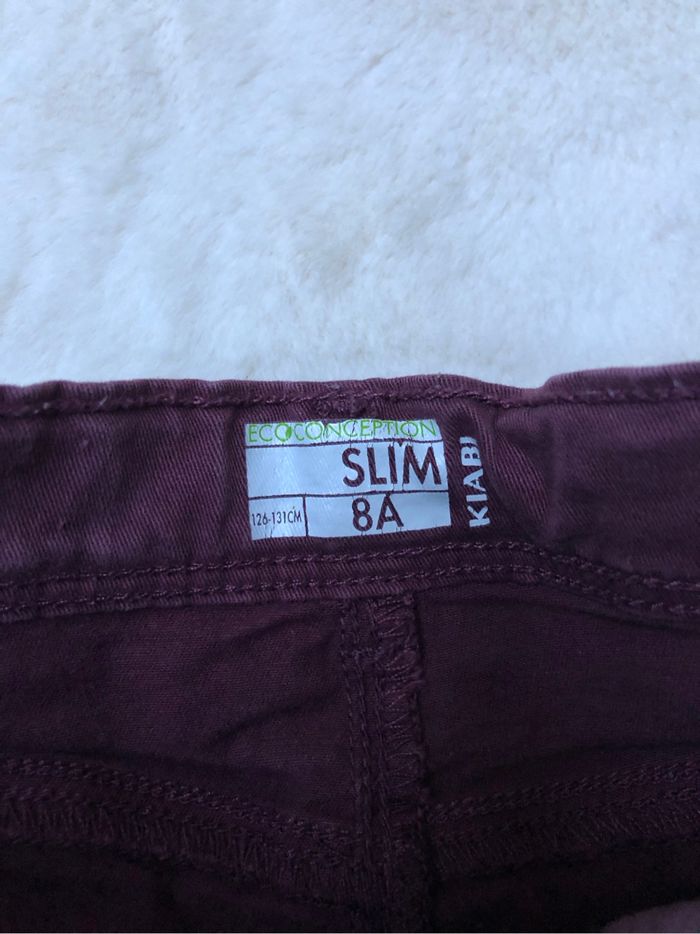 ECOCONCEPTION
SLIM
126-131CM
8A
KIABI